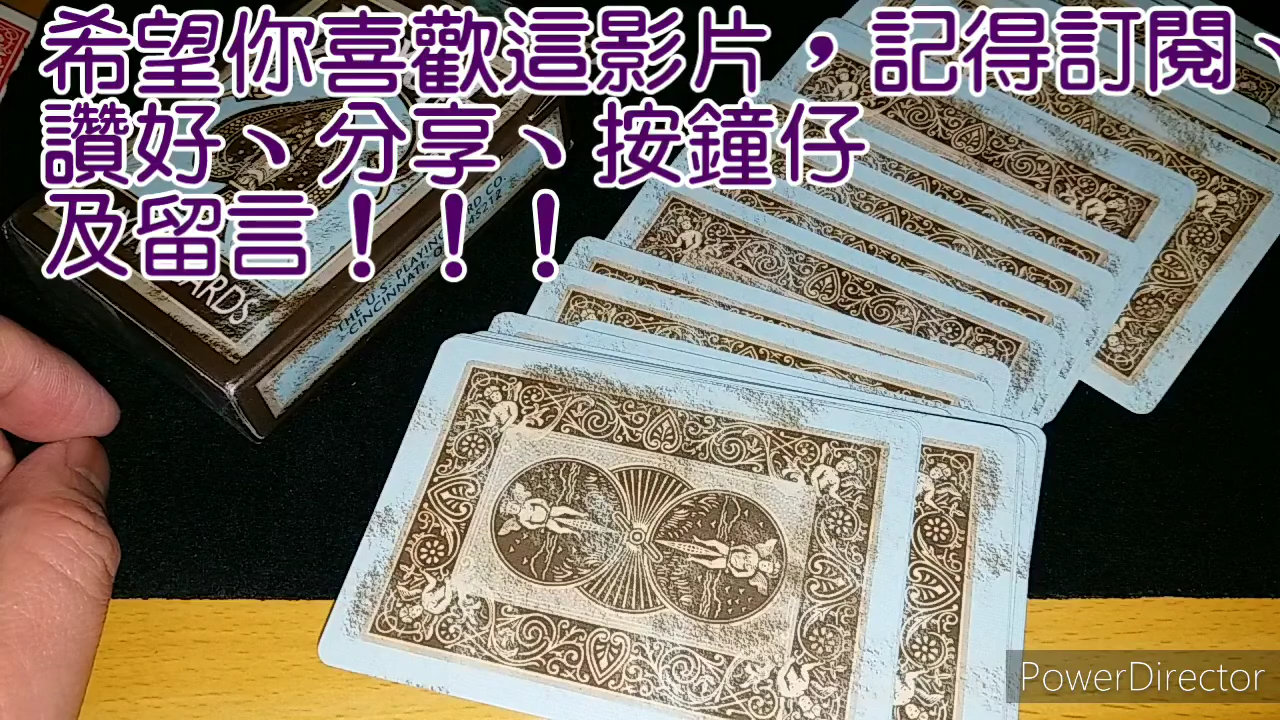 希望你喜歡這影片，記得訂閱、
讚好、分享、按鐘仔
及留言！！！
CARDS
THE U.S. PLAYING CARD CO.
CINCINNATI, 45212
PowerDirector